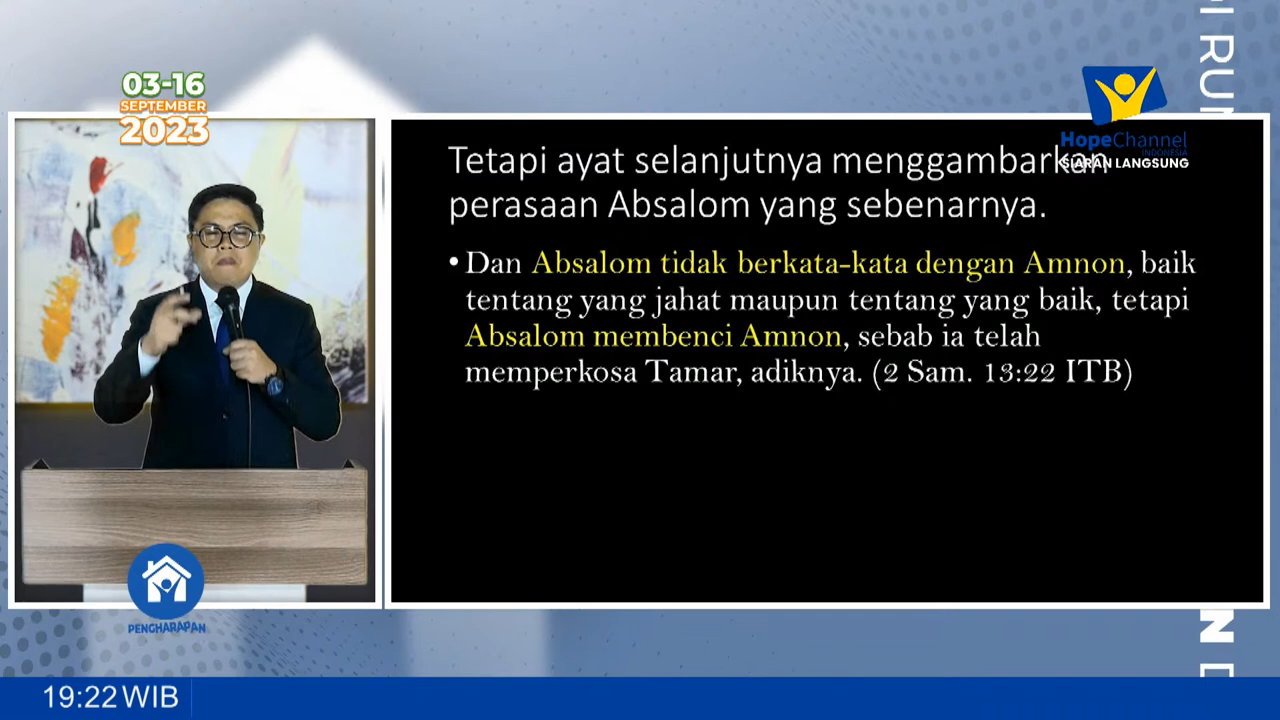 03-16
SEPTEMBER
2023
HopeChannel
INDONESIA
SIARAN LANGSUNG
Tetapi ayat selanjutnya menggambarkan
perasaan Absalom yang sebenarnya.
• Dan Absalom tidak berkata-kata dengan Amnon, baik
tentang yang jahat maupun tentang yang baik, tetapi
Absalom membenci Amnon, sebab ia telah
memperkosa Tamar, adiknya. (2 Sam. 13:22 ITB)
PENGHARAPAN
19:22 WIB